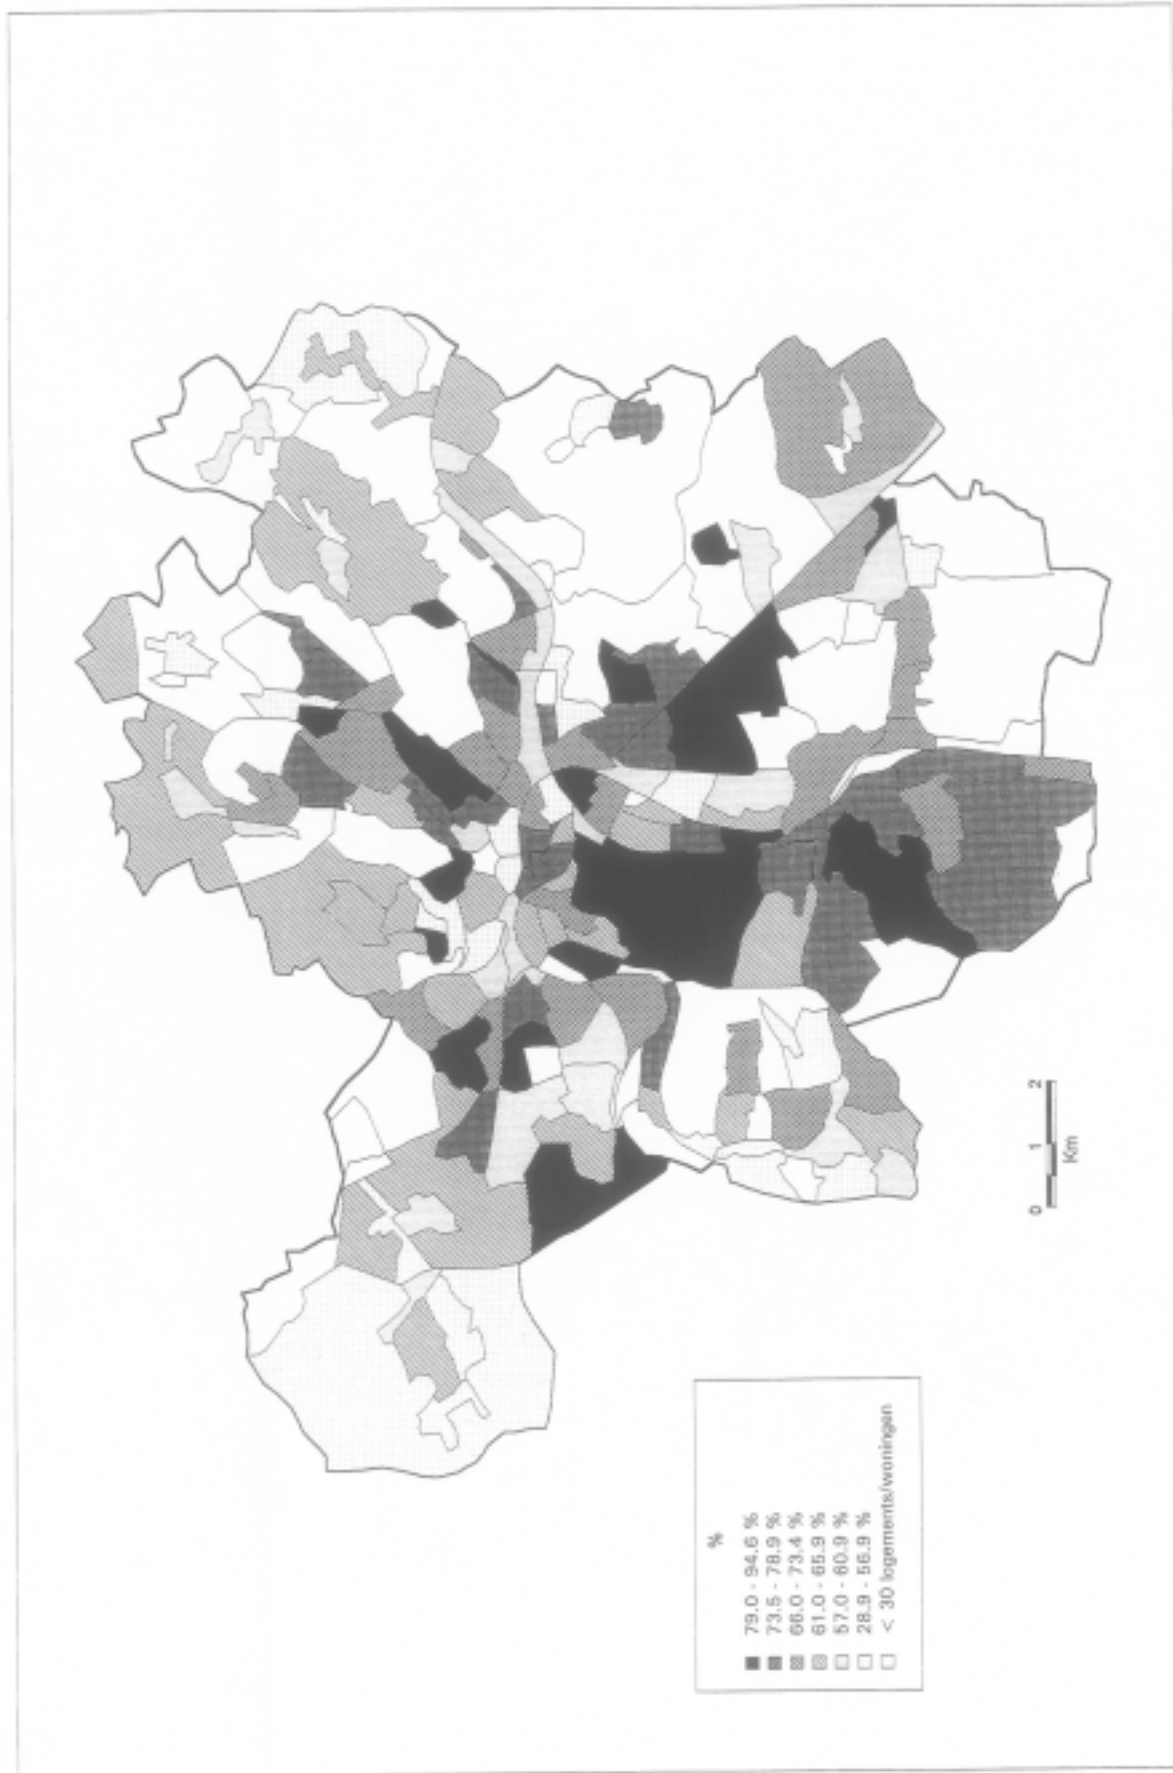 %
79.0 - 94.6 %
73.5 - 78.9 %
66.0 - 73.4 %
61.0 - 65.9 %
57.0 - 60.9 %
28.9 - 56.9 %
< 30 logements/woningen
0 1 2
Km